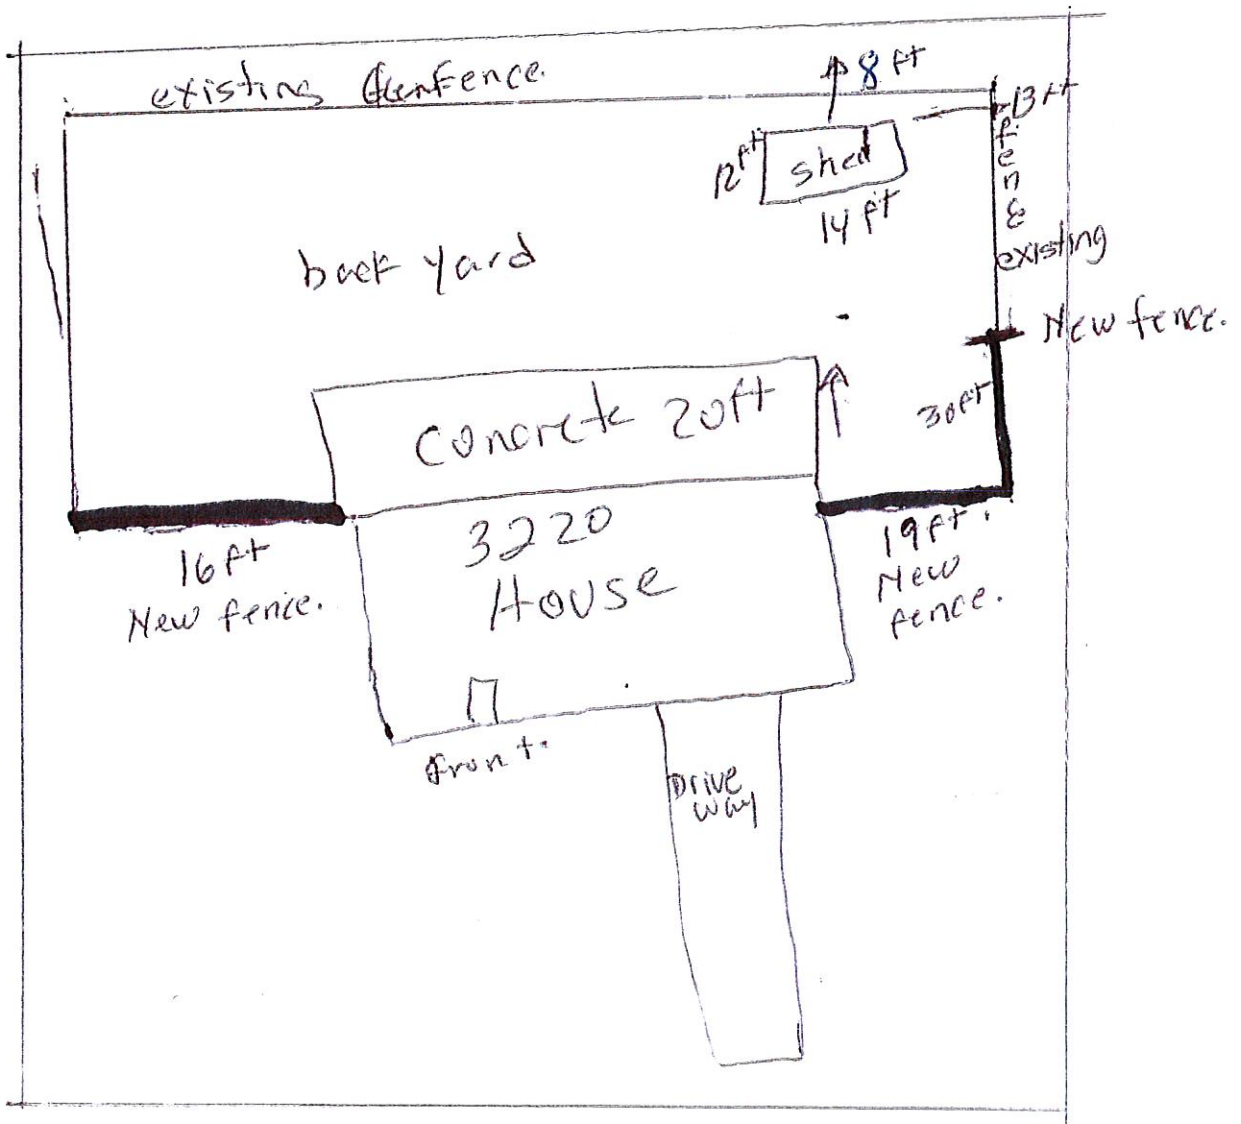 existing fence.
8 ft
13 ft
fence
existing
12 ft
shed
14 ft
back yard
New fence.
30 ft
concrete 20ft
3220
House
16 ft
New fence.
19 ft.
New
fence.
front.
Drive
way